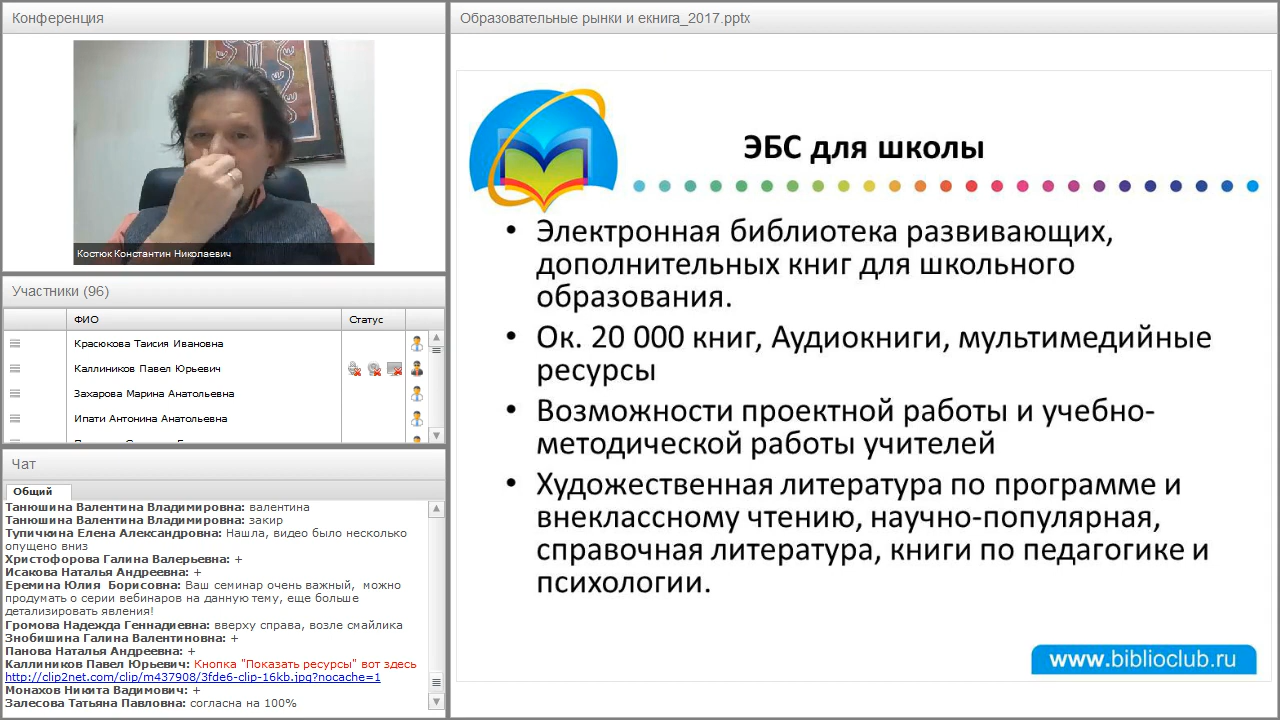 Конференция
Костюк Константин Николаевич
Участники (96)
ФИО
Статус
Красюкова Таисия Ивановна
Каллиников Павел Юрьевич
Захарова Марина Анатольевна
Ипати Антонина Анатольевна
Чат
Общий
Танюшина Валентина Владимировна: валентина
Танюшина Валентина Владимировна: закир
Тупичкина Елена Александровна: Нашла, видео было несколько
опущено вниз
Христофорова Галина Валерьевна: +
Исакова Наталья Андреевна: +
Еремина Юлия Борисовна: Ваш семинар очень важный, можно
продумать о серии вебинаров на данную тему, еще больше
детализировать явления!
Громова Надежда Геннадиевна: вверху справа, возле смайлика
Знобишина Галина Валентиновна: +
Панова Наталья Андреевна: +
Каллиников Павел Юрьевич: Кнопка "Показать ресурсы" вот здесь
http://clip2net.com/clip/m437908/3fde6-clip-16kb.jpg?nocache=1
Монахов Никита Вадимович: +
Залесова Татьяна Павловна: согласна на 100%
Образовательные рынки и екнига_2017.pptx
ЭБС для школы
• Электронная библиотека развивающих,
дополнительных книг для школьного
образования.
• Ок. 20 000 книг, Аудиокниги, мультимедийные
ресурсы
• Возможности проектной работы и учебно-
методической работы учителей
• Художественная литература по программе и
внеклассному чтению, научно-популярная,
справочная литература, книги по педагогике и
психологии.
www.biblioclub.ru